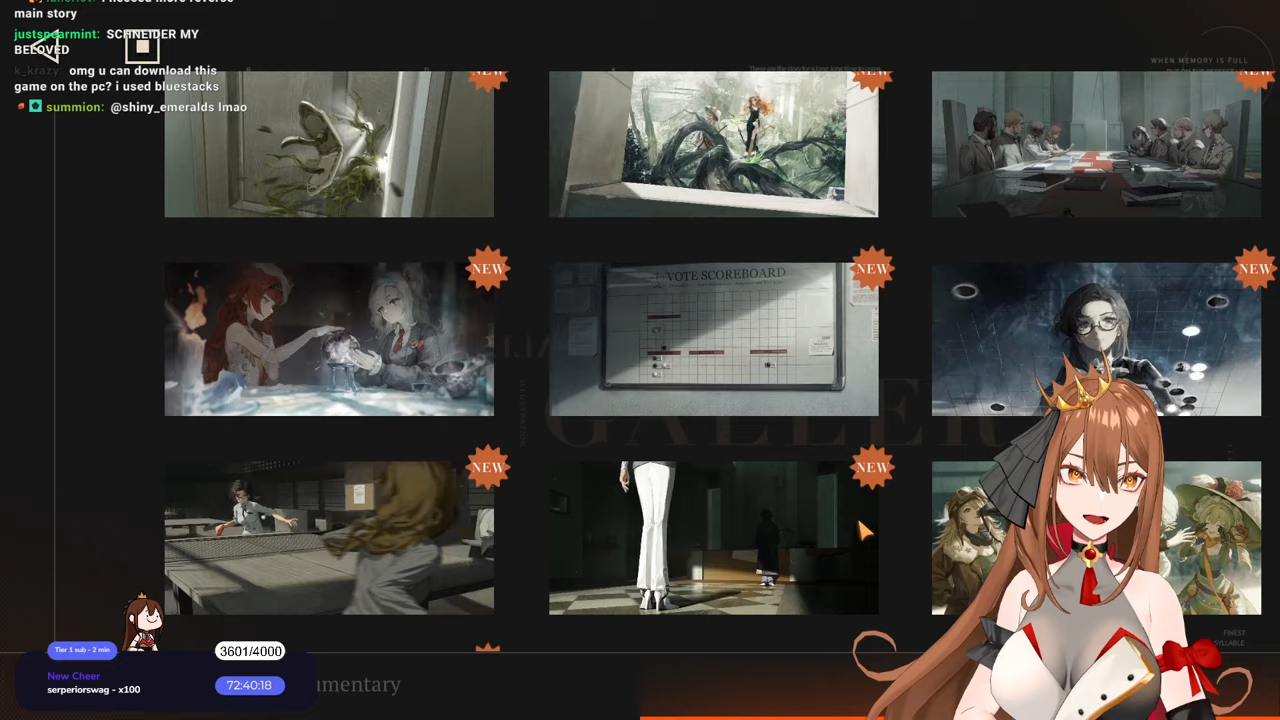 main story
justspearmint: SCHNEIDER MY
BELOVED
k_krazy: omg u can download this
game on the pc? i used bluestacks
summion: @shiny_emeralds lmao
WHEN MEMORY IS FULL
NEW
NEW
NEW
NEW
NEW
NEW
VOTE SCOREBOARD
GALLER
NEW
NEW
FINEST
SYLLABLE
Tier 1 sub - 2 min
3601/4000
New Cheer
serperiorswag - x100
72:40:18
umentary